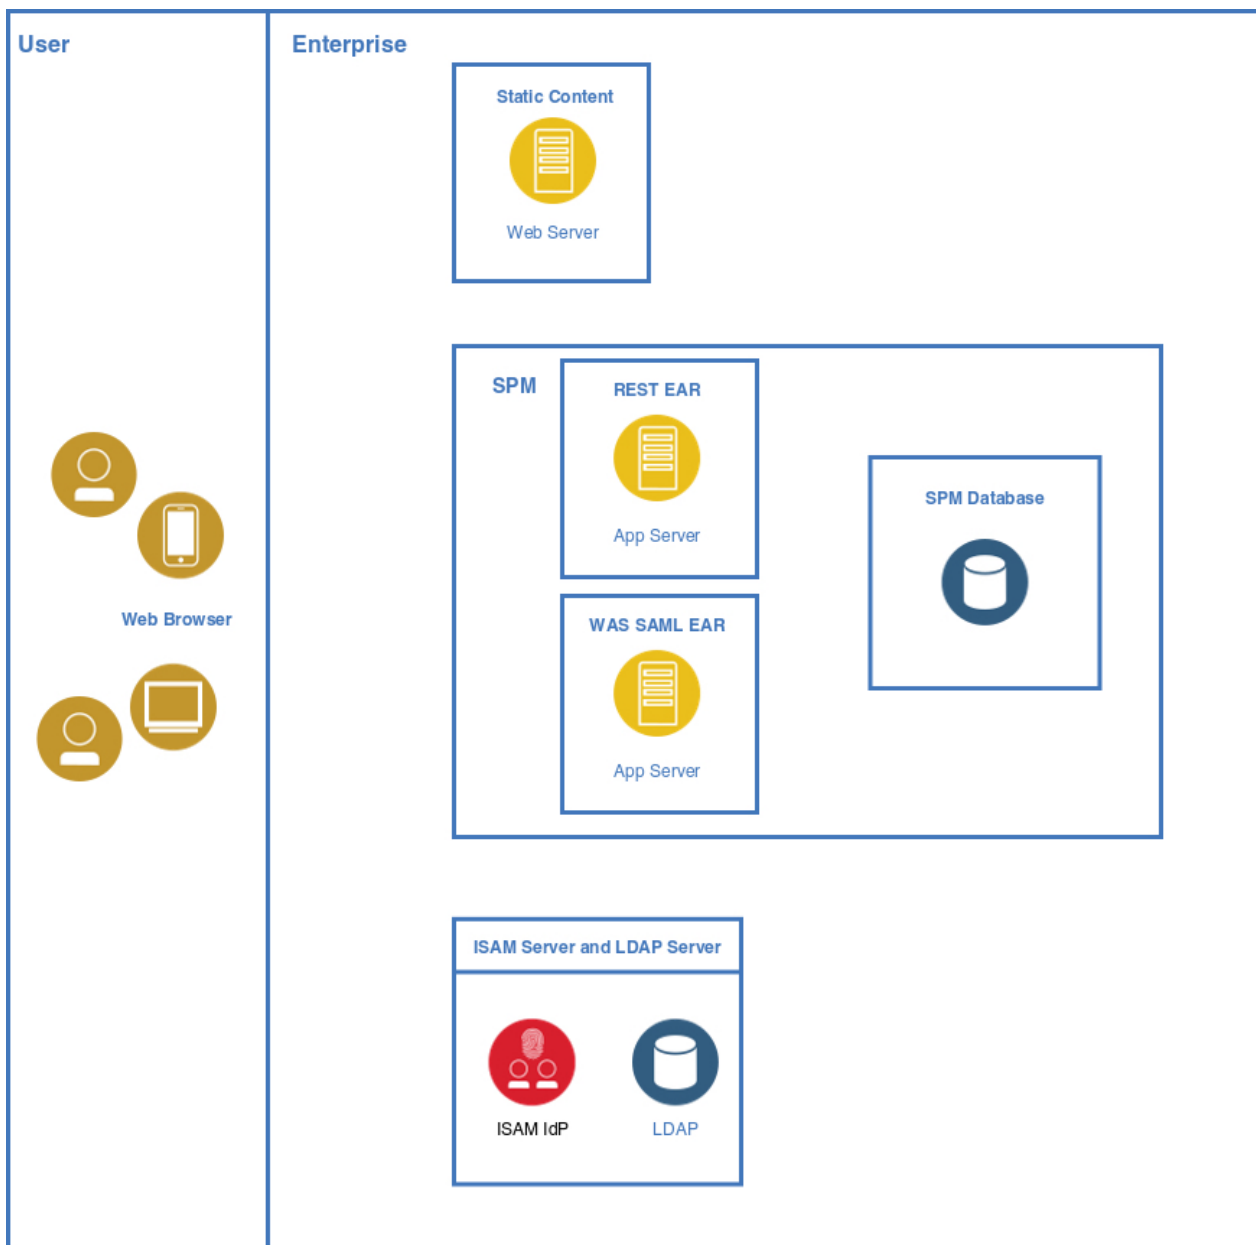 User
Enterprise
Static Content
Web Server
SPM
REST EAR
App Server
SPM Database
WAS SAML EAR
App Server
Web Browser
ISAM Server and LDAP Server
ISAM IdP
LDAP